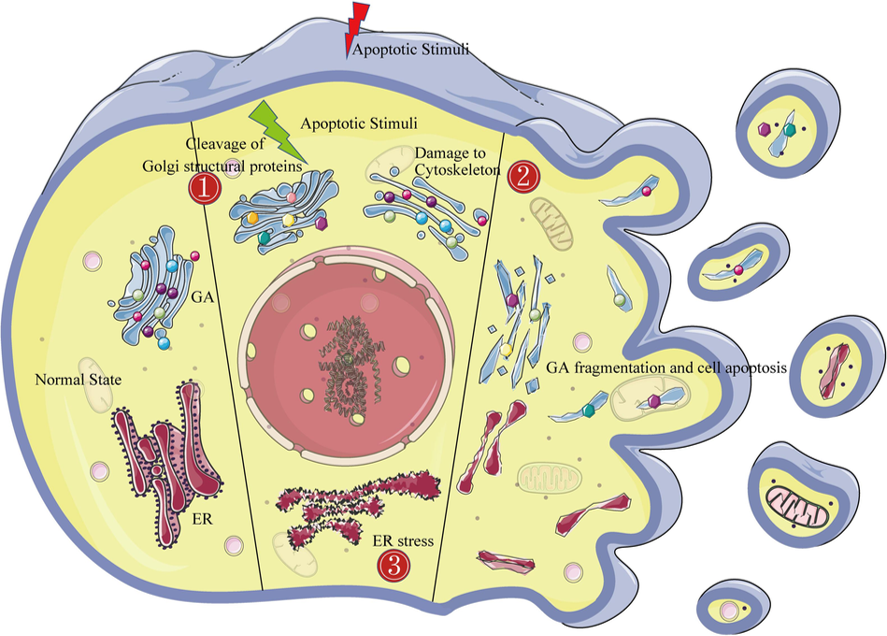 Apoptotic Stimuli
Apoptotic Stimuli
Cleavage of
Golgi structural proteins
1
Damage to
Cytoskeleton
2
GA
Normal State
GA fragmentation and cell apoptosis
ER
ER stress
3